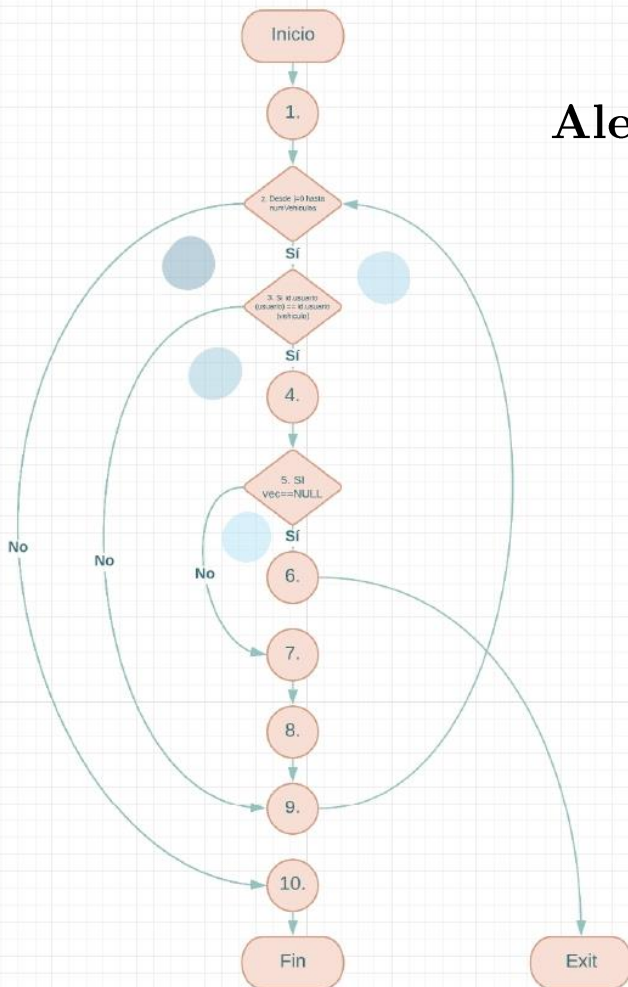 Inicio
1.
Ale
2. Desde i=0 hasta
numVehiculos
Sí
3. Si id.usuario
(usuario) == id.usuario
(vehiculo)
Sí
4.
5. Si
vec==NULL
Sí
No
No
No
6.
7.
8.
9.
10.
Fin
Exit